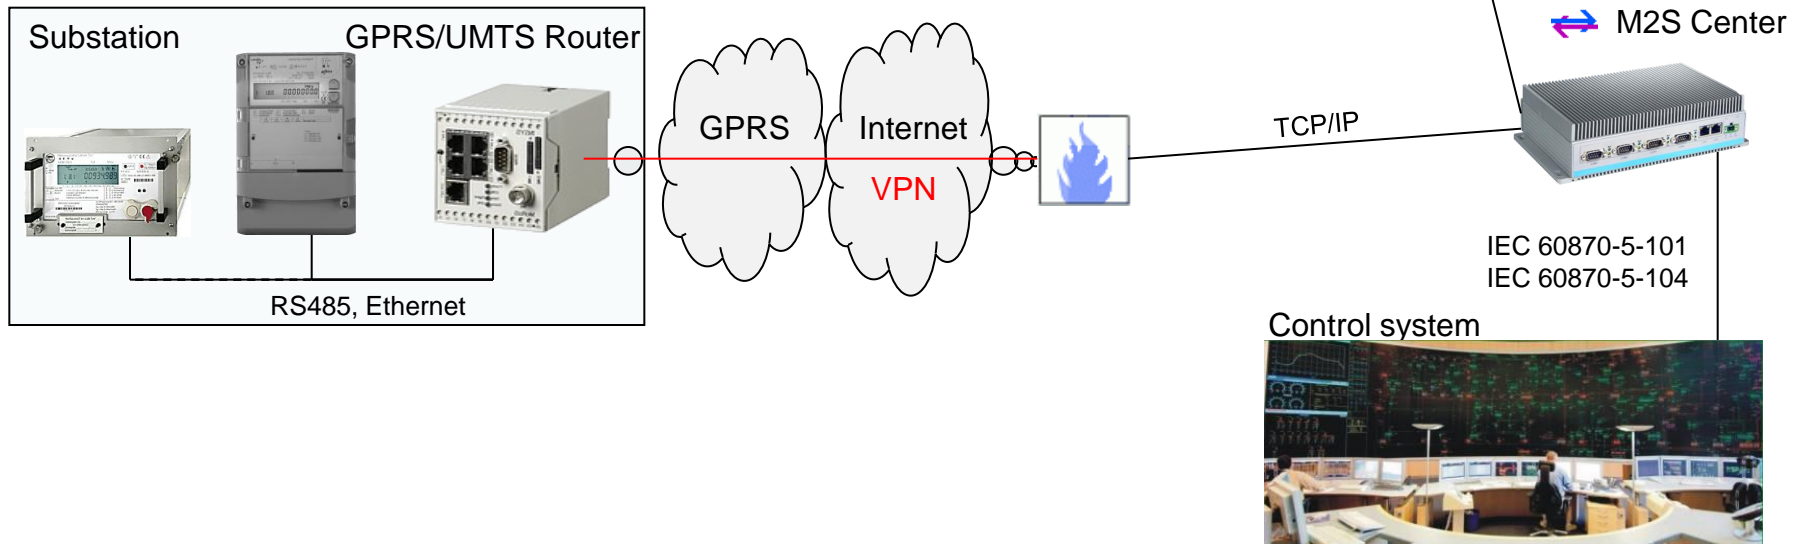 Substation
GPRS/UMTS Router
RS485, Ethernet
GPRS
Internet
VPN
TCP/IP
M2S Center
IEC 60870-5-101
IEC 60870-5-104
Control system